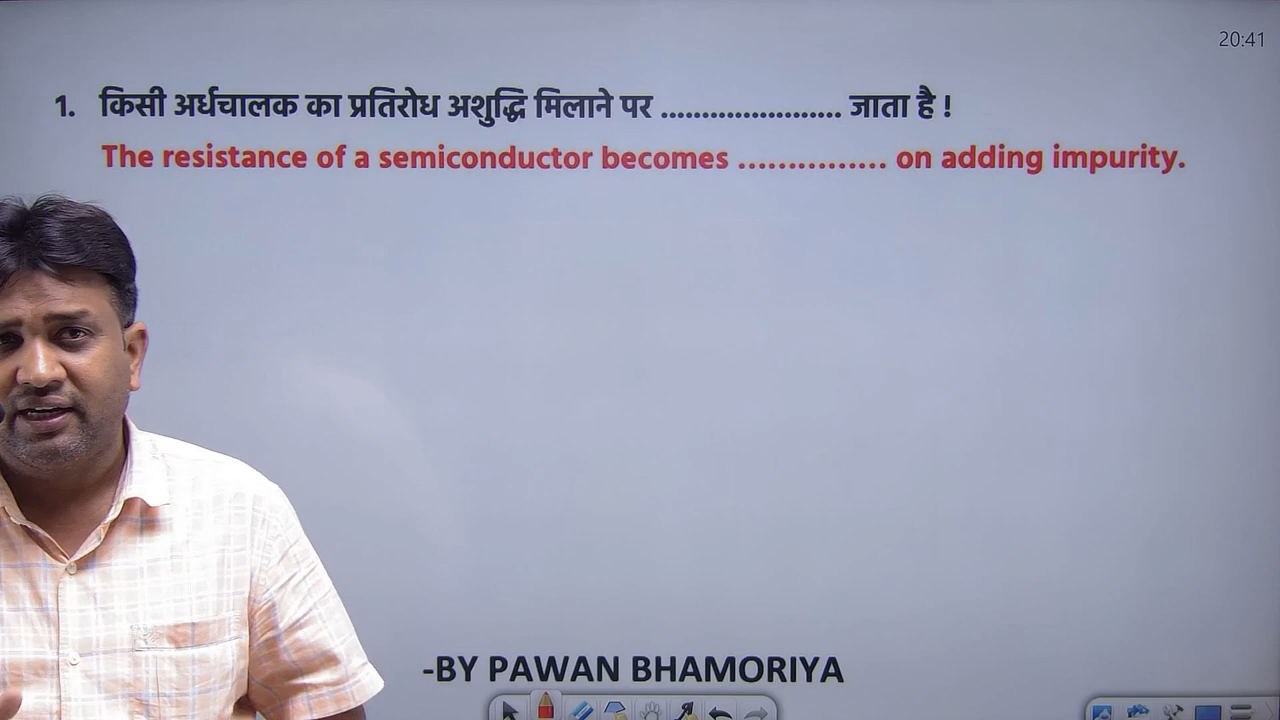 20:41
1. किसी अर्धचालक का प्रतिरोध अशुद्धि मिलाने पर ...................... जाता है !
The resistance of a semiconductor becomes ............... on adding impurity.
-BY PAWAN BHAMORIYA